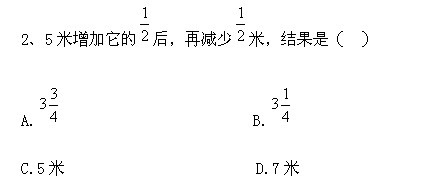 2、5米增加它的1/2后，再减少1/2米，结果是（　）
A. 3 3/4　　B. 3 1/4
C.5米　　D.7米